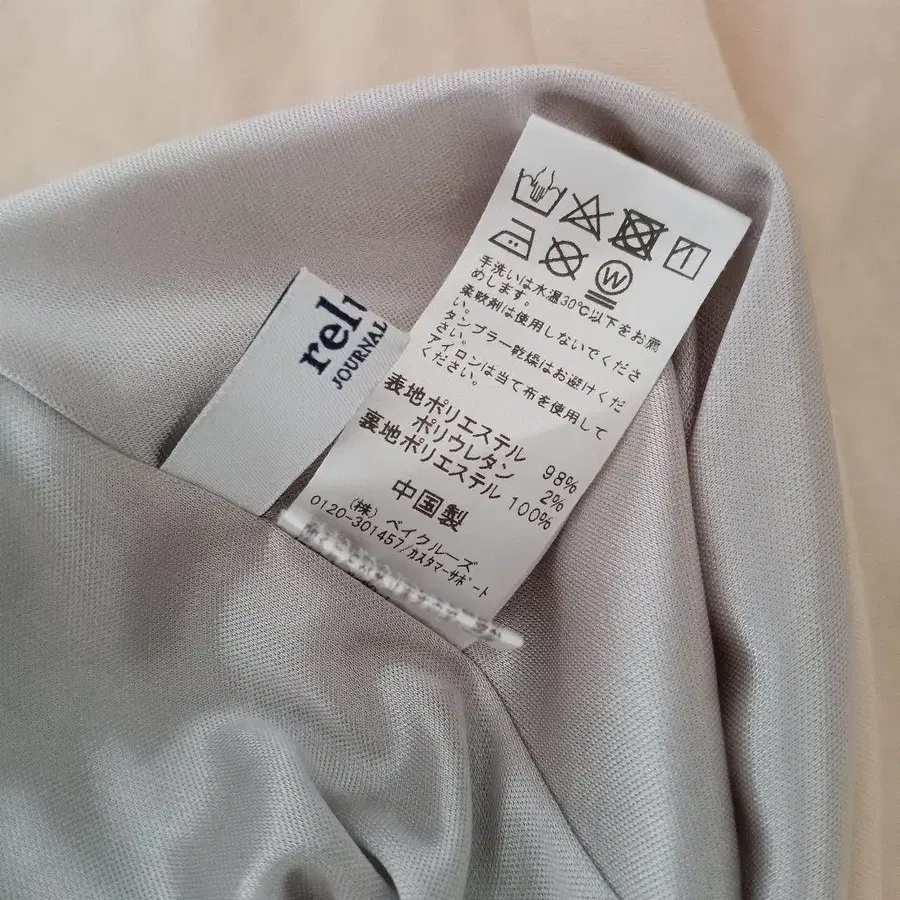 relu
JOURNAL
W
手洗いは水温30℃以下をお薦
めします。
柔軟剤は使用しないでくださ
い。
タンブラー乾燥はお避けくだ
さい。
アイロンは当て布を使用して
ください。
表地ポリエステル 98%
ポリウレタン 2%
裏地ポリエステル 100%
中国製
(株) ベイクルーズ
0120-301457/カスタマーサポート